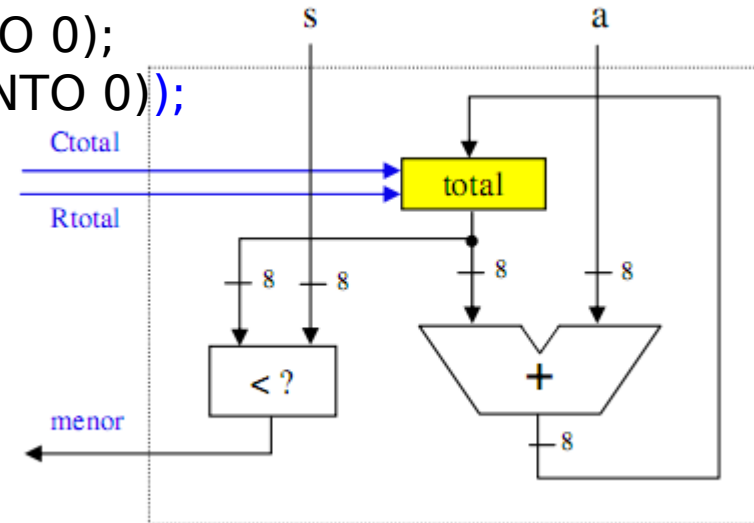 s a
O 0);
NTO 0));
Ctotal
total
Rtotal
8 8 8 8
< ?
+
menor
8